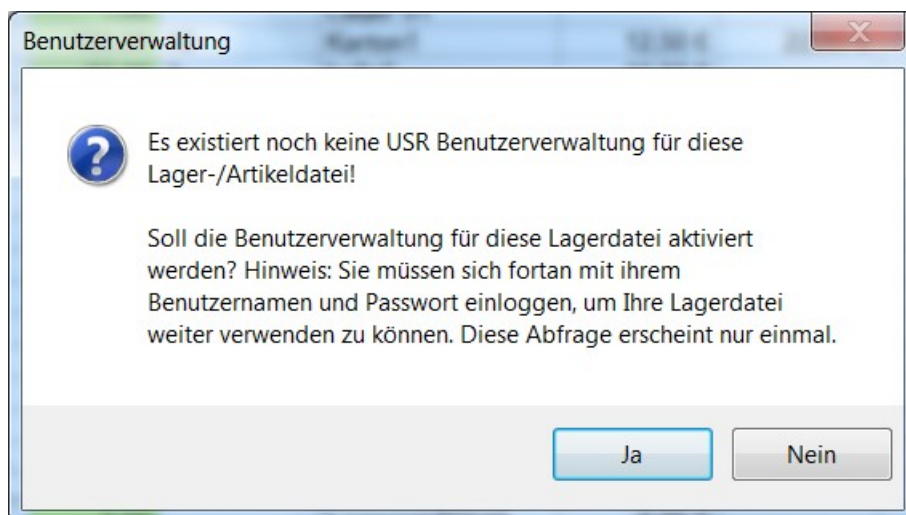 Benutzerverwaltung
Es existiert noch keine USR Benutzerverwaltung für diese
Lager-/Artikeldatei!
Soll die Benutzerverwaltung für diese Lagerdatei aktiviert
werden? Hinweis: Sie müssen sich fortan mit ihrem
Benutzernamen und Passwort einloggen, um Ihre Lagerdatei
weiter verwenden zu können. Diese Abfrage erscheint nur einmal.
Ja
Nein